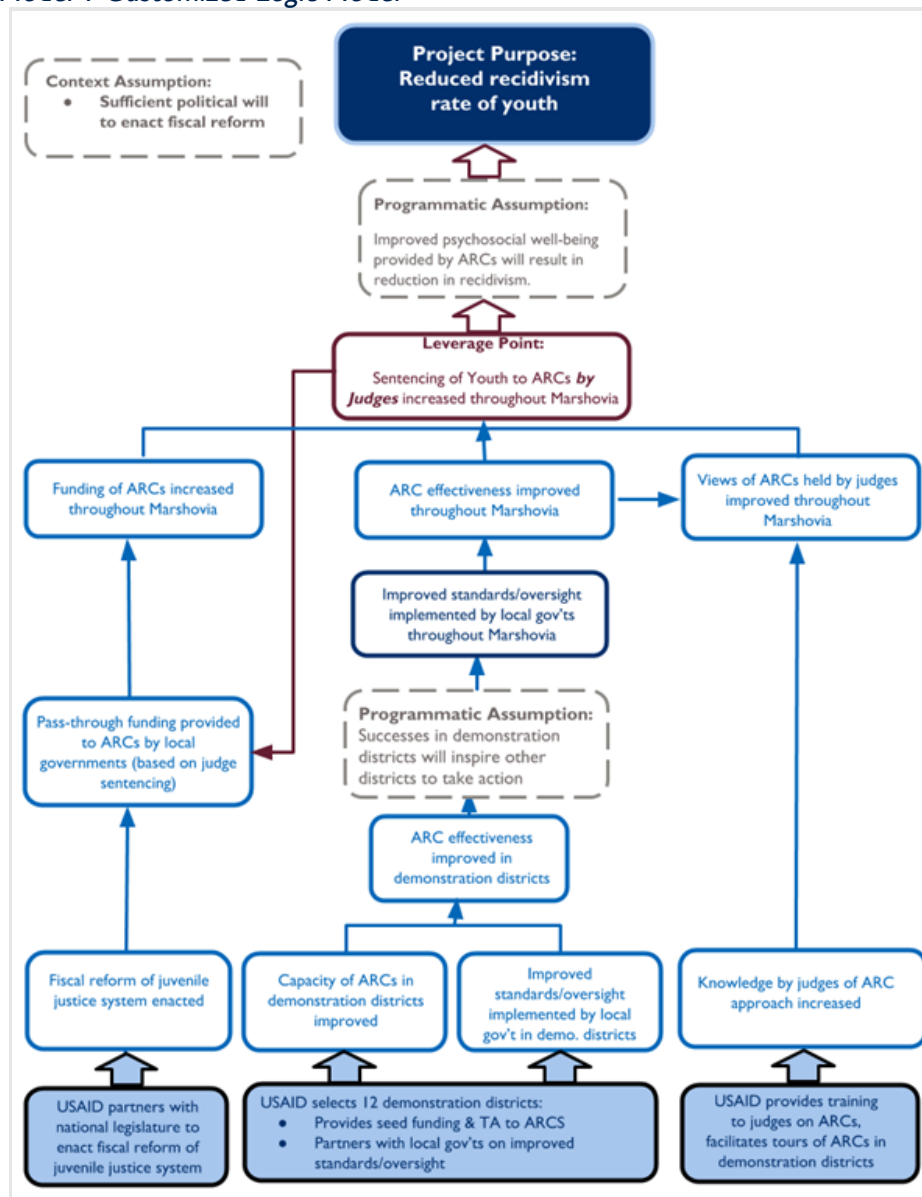 Project Purpose:
Reduced recidivism
rate of youth
Context Assumption:
● Sufficient political will
to enact fiscal reform
Programmatic Assumption:
Improved psychosocial well-being
provided by ARCs will result in
reduction in recidivism.
Leverage Point:
Sentencing of Youth to ARCs by
Judges increased throughout Marshovia
Funding of ARCs increased
throughout Marshovia
ARC effectiveness improved
throughout Marshovia
Views of ARCs held by judges
improved throughout
Marshovia
Improved standards/oversight
implemented by local gov'ts
throughout Marshovia
Pass-through funding provided
to ARCs by local
governments (based on judge
sentencing)
Programmatic Assumption:
Successes in demonstration
districts will inspire other
districts to take action
ARC effectiveness
improved in
demonstration districts
Fiscal reform of juvenile
justice system enacted
Capacity of ARCs in
demonstration districts
improved
Improved
standards/oversight
implemented by local
gov't in demo. districts
Knowledge by judges of ARC
approach increased
USAID partners with
national legislature to
enact fiscal reform of
juvenile justice system
USAID selects 12 demonstration districts:
● Provides seed funding & TA to ARCS
● Partners with local gov'ts on improved
standards/oversight
USAID provides training
to judges on ARCs,
facilitates tours of ARCs in
demonstration districts